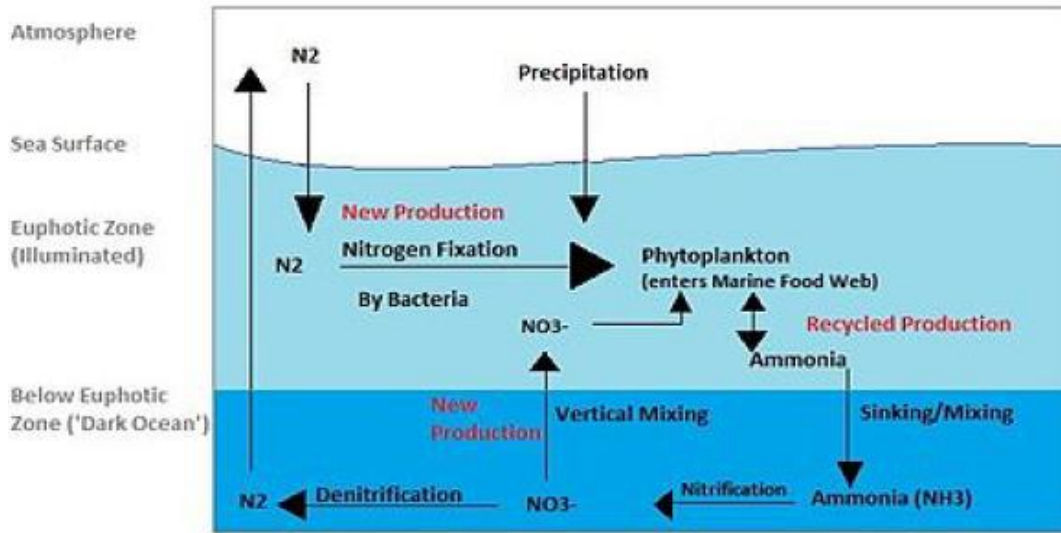 Atmosphere
N2
Precipitation
Sea Surface
Euphotic Zone
(Illuminated)
New Production
Nitrogen Fixation
N2
By Bacteria
Phytoplankton
(enters Marine Food Web)
NO3-
Recycled Production
Ammonia
Below Euphotic
Zone ('Dark Ocean')
New
Production
Vertical Mixing
Sinking/Mixing
N2
Denitrification
NO3-
Nitrification
Ammonia (NH3)